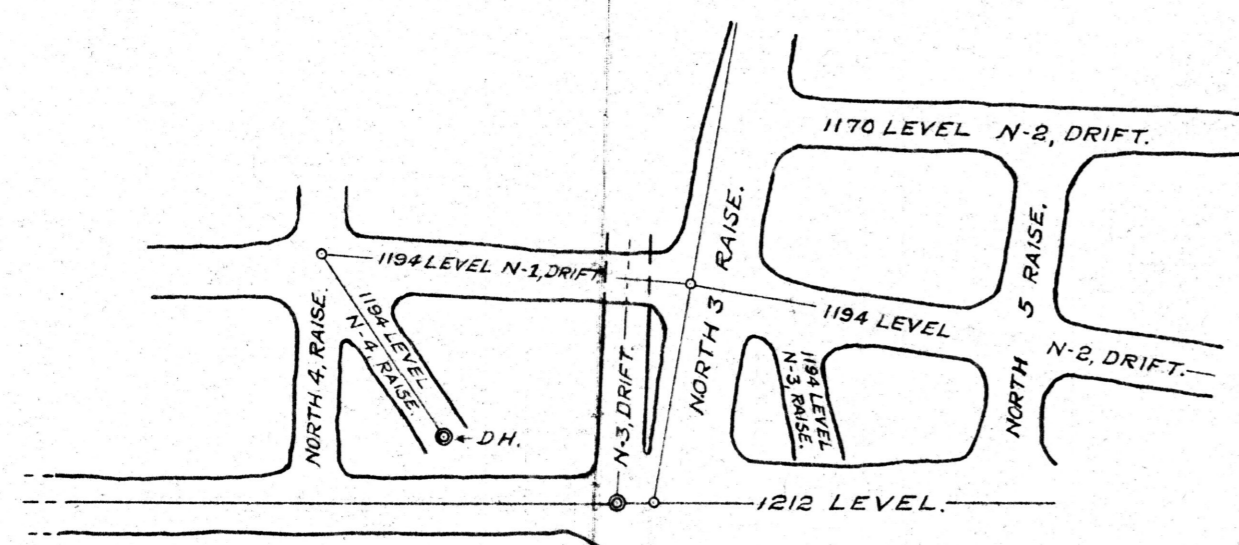 1170 LEVEL N-2, DRIFT.
1194 LEVEL N-1, DRIFT
NORTH 3 RAISE.
NORTH 5 RAISE.
1194 LEVEL
N-2, DRIFT.
1194 LEVEL
N-4, RAISE.
NORTH. 4, RAISE.
1194 LEVEL
N-3, RAISE.
N-3, DRIFT.
DH.
1212 LEVEL.